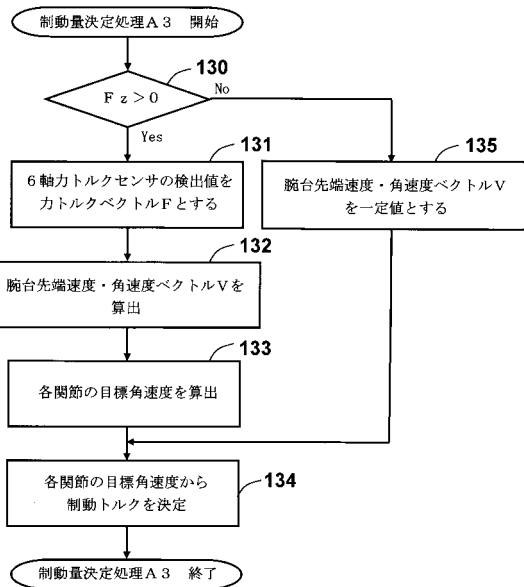 制動量決定処理A3 開始
130
Fz>0
No
Yes
131
6軸力トルクセンサの検出値を
力トルクベクトルFとする
135
腕台先端速度・角速度ベクトルV
を一定値とする
132
腕台先端速度・角速度ベクトルVを
算出
133
各関節の目標角速度を算出
各関節の目標角速度から
制動トルクを決定
134
制動量決定処理A3 終了